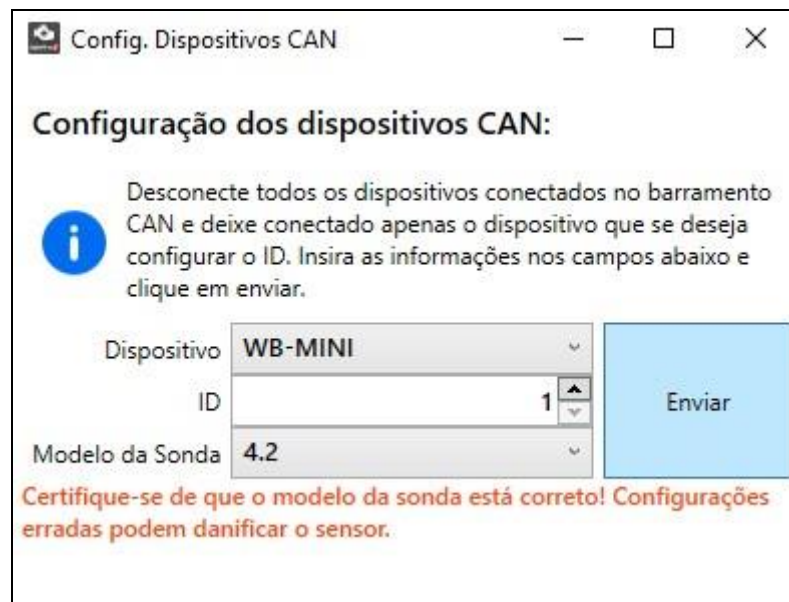 Config. Dispositivos CAN
Configuração dos dispositivos CAN:
Desconecte todos os dispositivos conectados no barramento
CAN e deixe conectado apenas o dispositivo que se deseja
configurar o ID. Insira as informações nos campos abaixo e
clique em enviar.
Dispositivo WB-MINI
ID 1
Enviar
Modelo da Sonda 4.2
Certifique-se de que o modelo da sonda está correto! Configurações
erradas podem danificar o sensor.